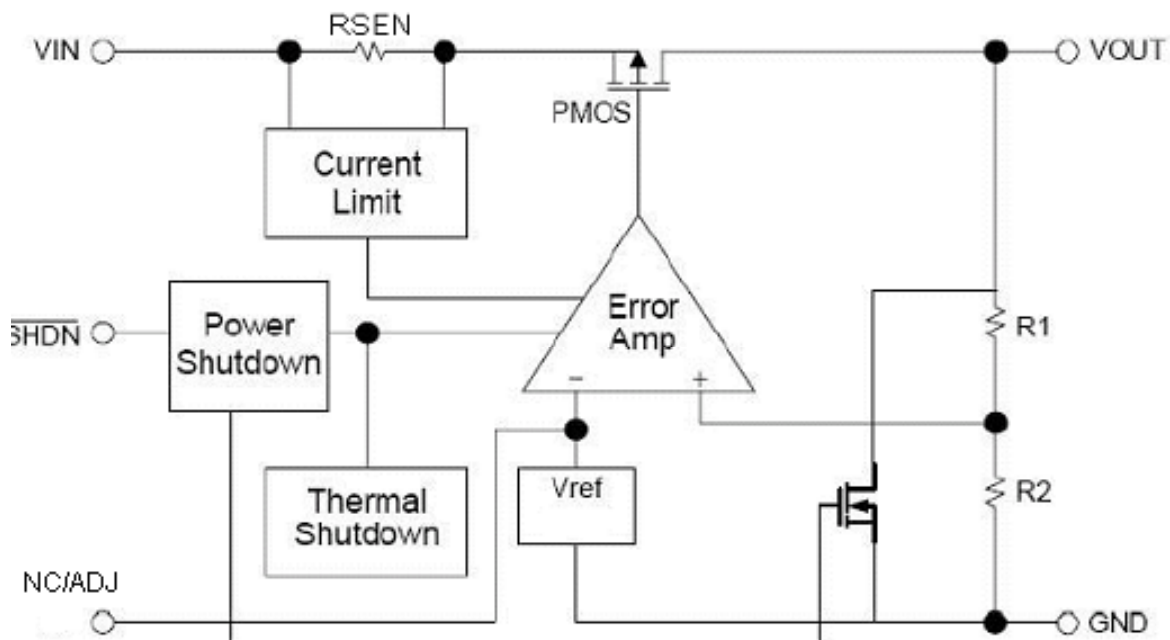 RSEN
VIN
VOUT
PMOS
Current
Limit
Error
Amp
SHDN
Power
Shutdown
R1
−
+
Thermal
Shutdown
Vref
R2
NC/ADJ
GND